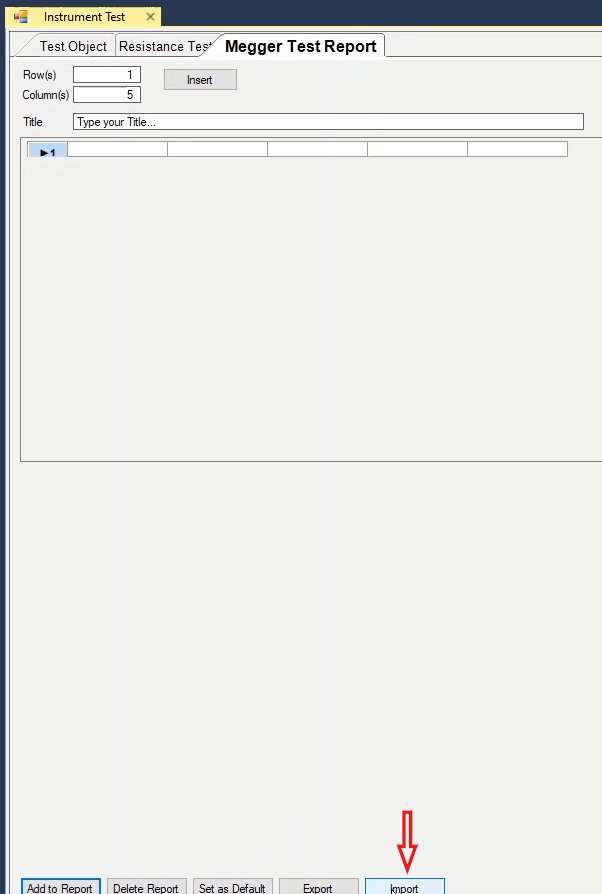 Instrument Test
Test Object
Resistance Test
Megger Test Report
Row(s) 1
Insert
Column(s) 5
Title Type your Title...
1
Add to Report
Delete Report
Set as Default
Export
Import